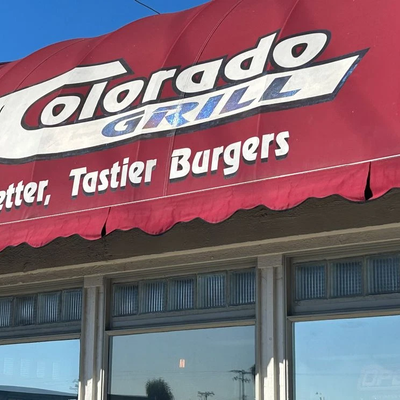 Colorado
GRILL
etter, Tastier Burgers